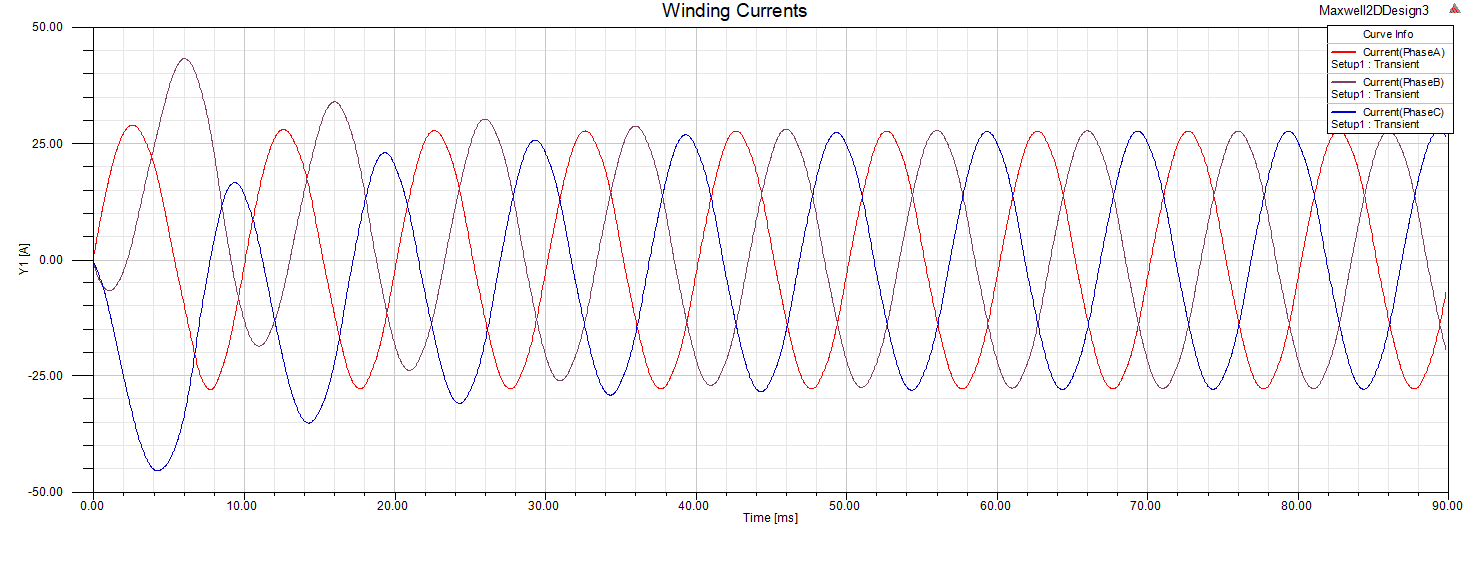 Winding Currents
Maxwell2DDesign3
Curve Info
Current(PhaseA)
Setup1 : Transient
Current(PhaseB)
Setup1 : Transient
Current(PhaseC)
Setup1 : Transient
50.00
25.00
0.00
-25.00
-50.00
Y1 [A]
0.00 10.00 20.00 30.00 40.00 50.00 60.00 70.00 80.00 90.00
Time [ms]